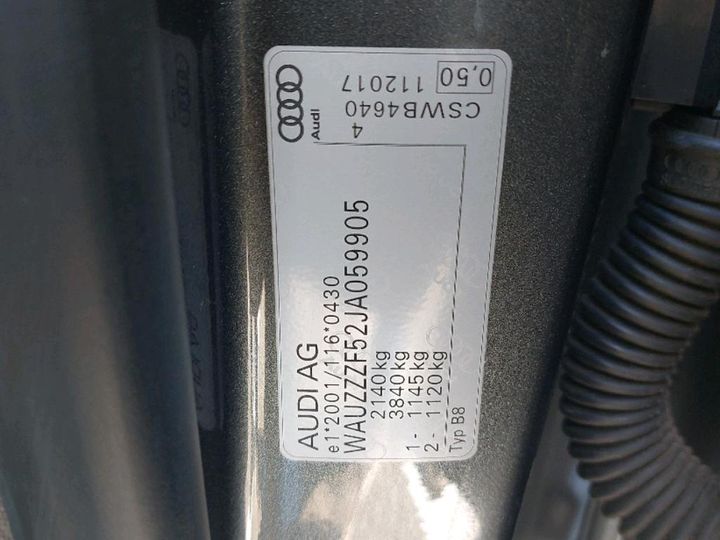 AUDI AG
e1*2001/116*0430
WAUZZZF52JA059905
2140kg
3840kg
1- 1145kg
2- 1120kg
Typ B8
Audi
4
CSWB4640
112017
0,50